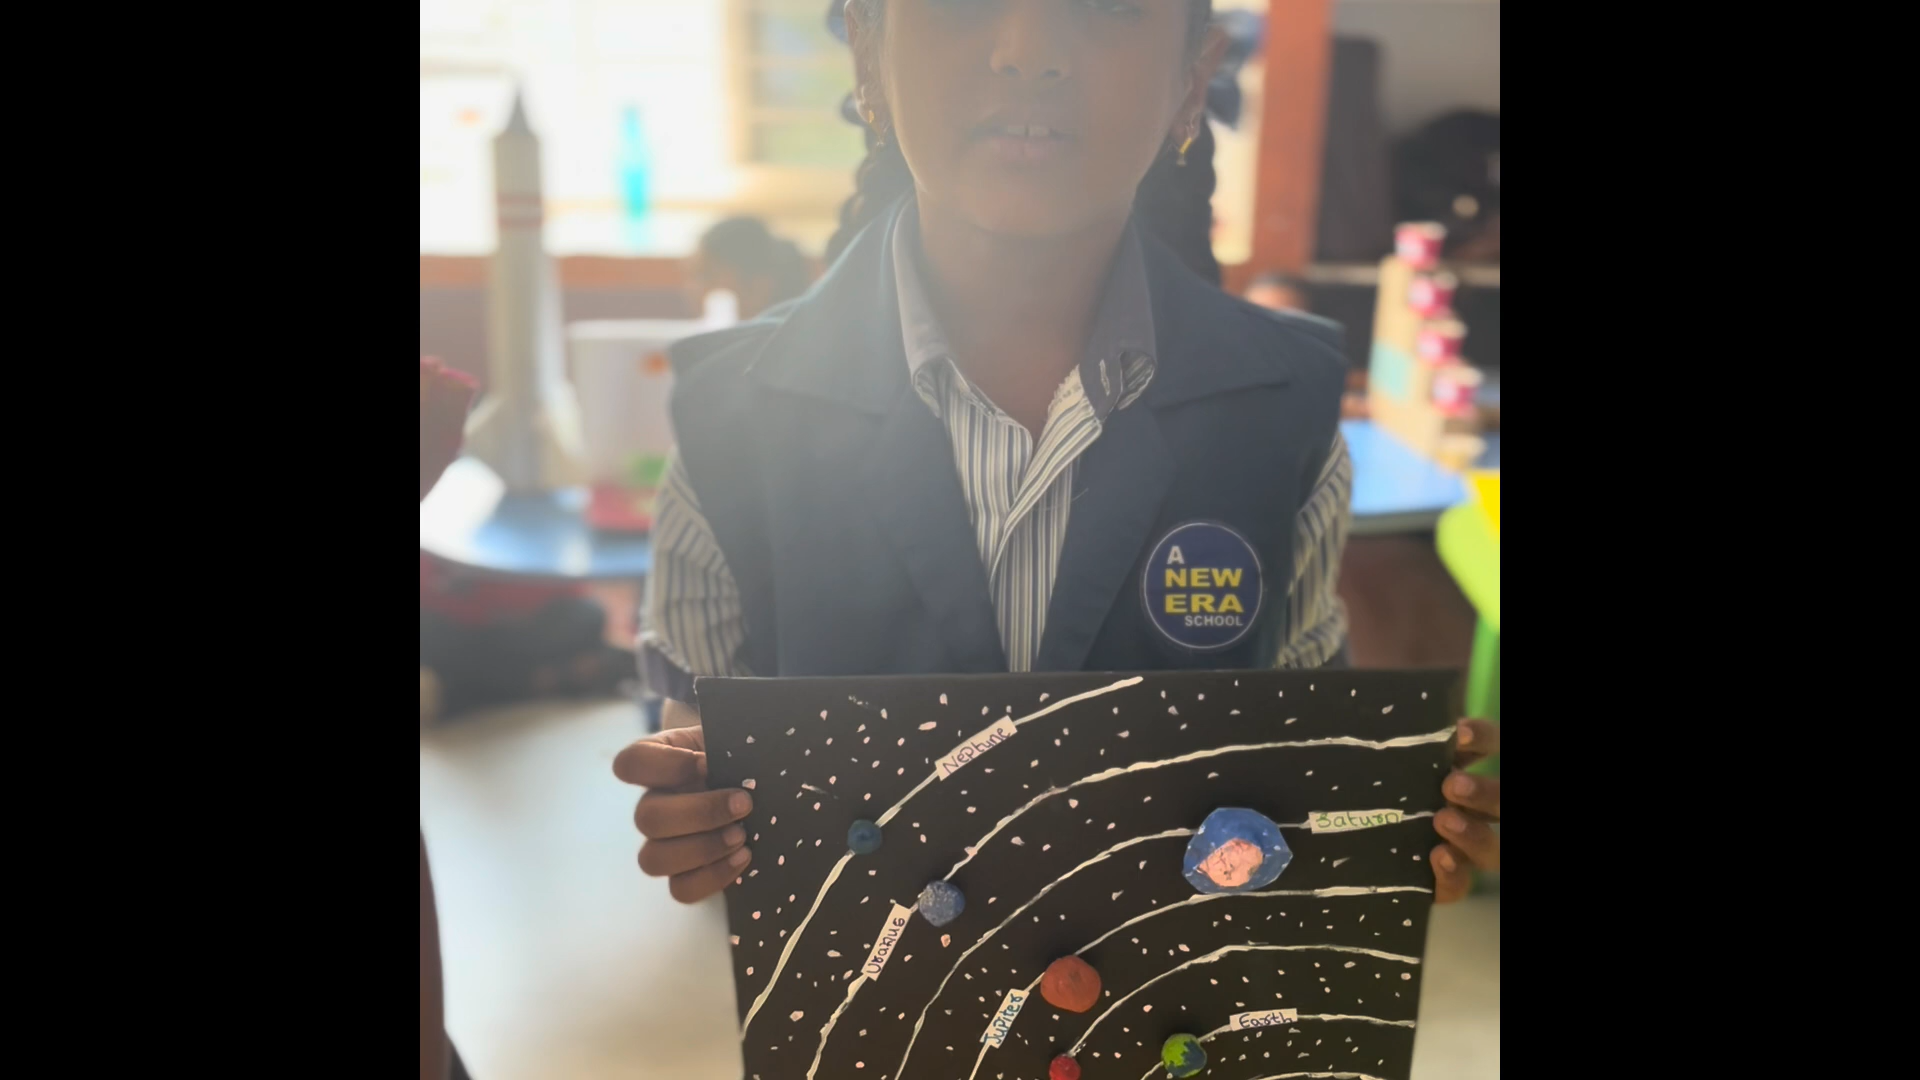 A
NEW
ERA
SCHOOL
Neptune
Saturn
Uranus
Jupiter
Earth